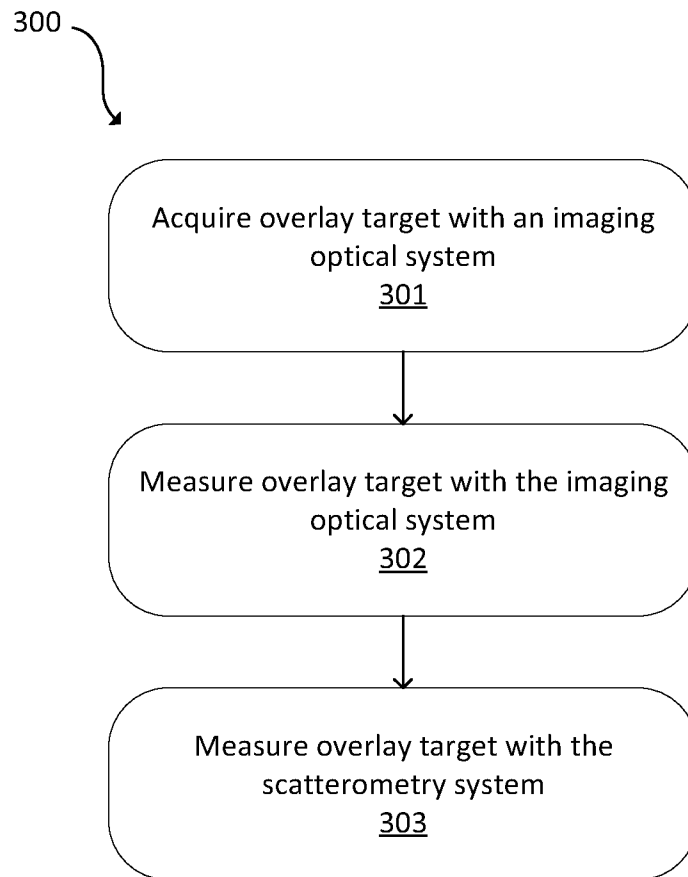 300
Acquire overlay target with an imaging
optical system
301
Measure overlay target with the imaging
optical system
302
Measure overlay target with the
scatterometry system
303